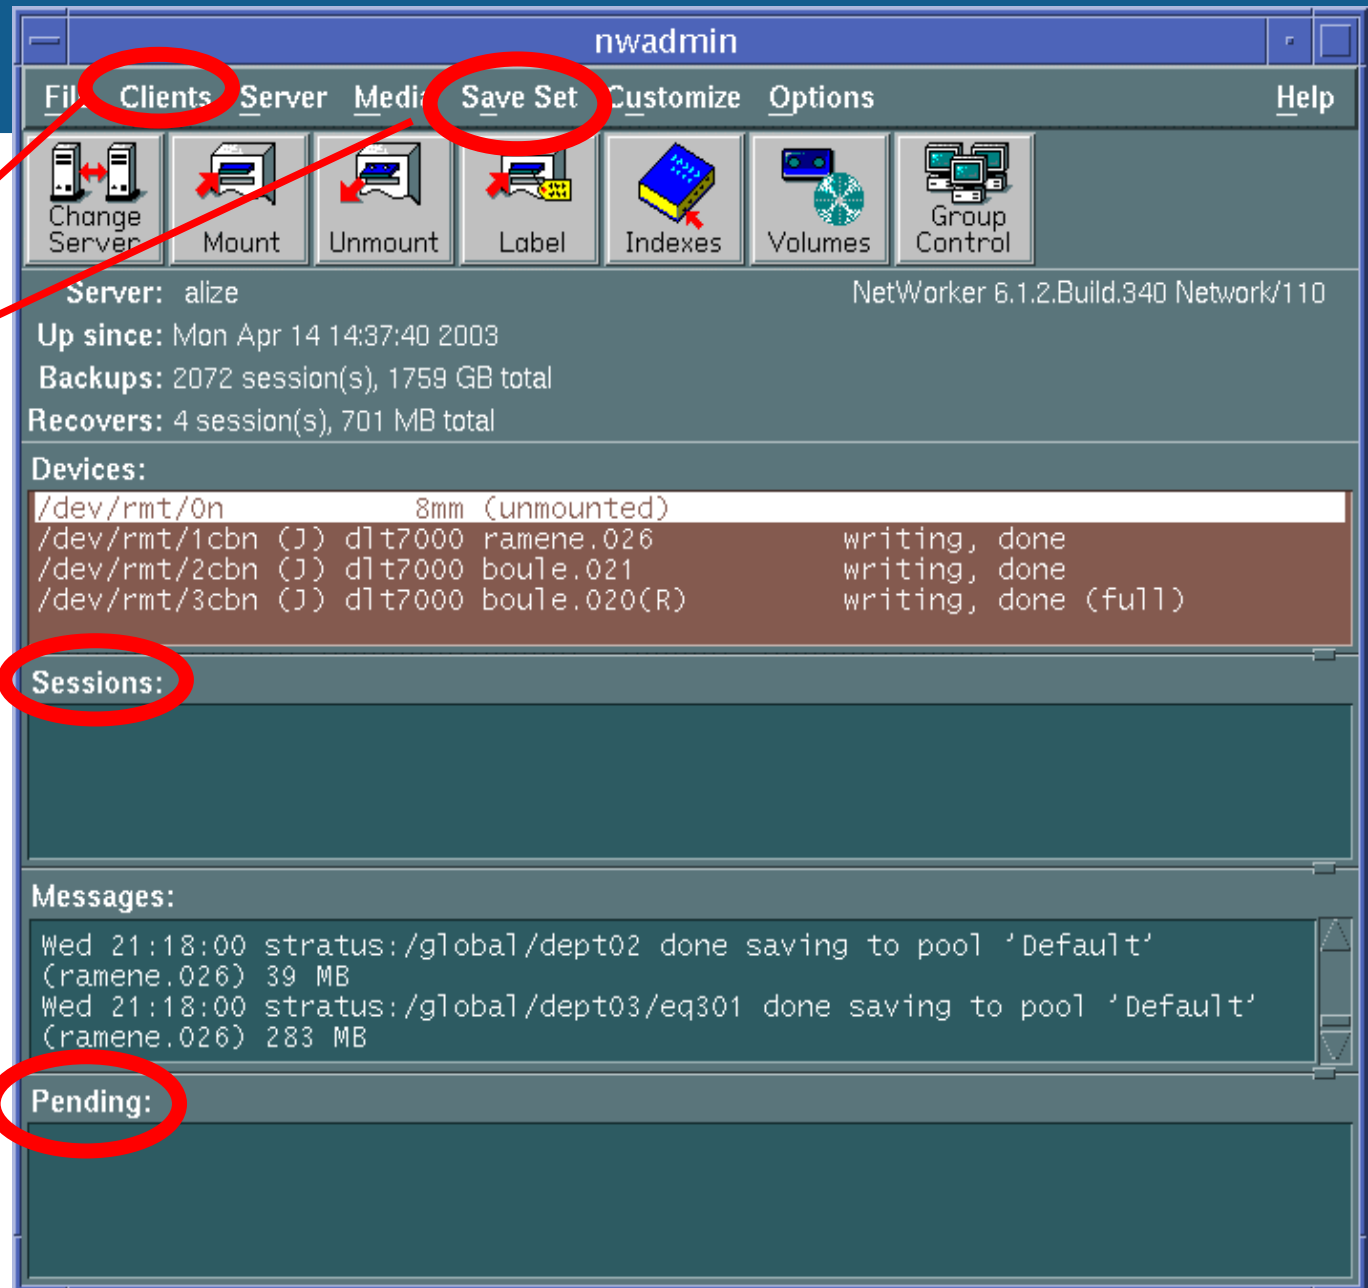 nwadmin
File Clients Server Media Save Set Customize Options Help
Change Server Mount Unmount Label Indexes Volumes Group Control
Server: alize NetWorker 6.1.2.Build.340 Network/110
Up since: Mon Apr 14 14:37:40 2003
Backups: 2072 session(s), 1759 GB total
Recovers: 4 session(s), 701 MB total
Devices:
/dev/rmt/0n 8mm (unmounted)
/dev/rmt/1cbn (J) dlt7000 ramene.026 writing, done
/dev/rmt/2cbn (J) dlt7000 boule.021 writing, done
/dev/rmt/3cbn (J) dlt7000 boule.020(R) writing, done (full)
Sessions:
Messages:
Wed 21:18:00 stratus:/global/dept02 done saving to pool 'Default'
(ramene.026) 39 MB
Wed 21:18:00 stratus:/global/dept03/eq301 done saving to pool 'Default'
(ramene.026) 283 MB
Pending: